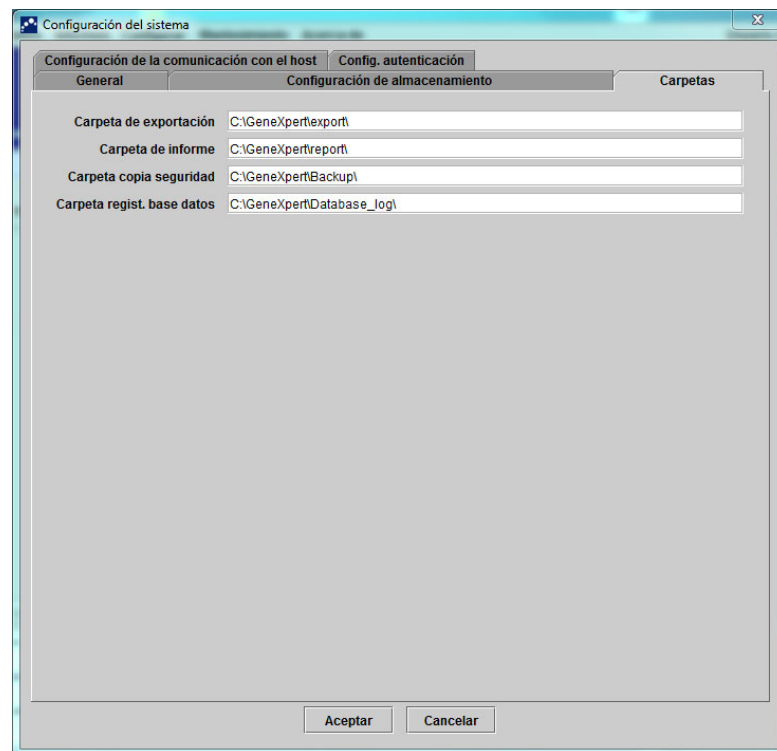 Configuración del sistema
Configuración de la comunicación con el host Config. autenticación
General Configuración de almacenamiento Carpetas
Carpeta de exportación C:\GeneXpert\export\
Carpeta de informe C:\GeneXpert\report\
Carpeta copia seguridad C:\GeneXpert\Backup\
Carpeta regist. base datos C:\GeneXpert\Database_log\
Aceptar Cancelar